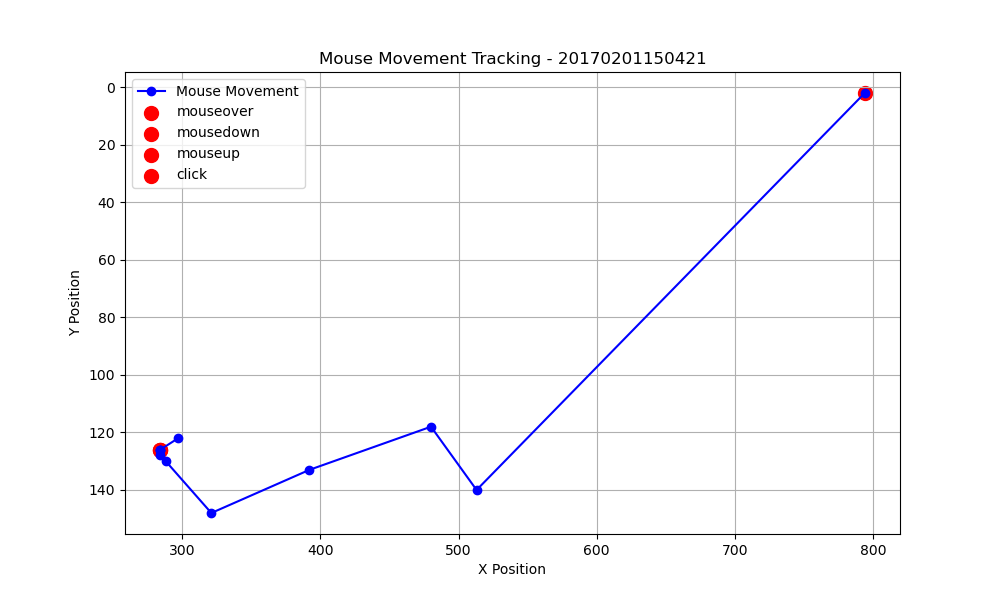 Mouse Movement Tracking - 20170201150421
Mouse Movement
mouseover
mousedown
mouseup
click
0
20
40
60
80
100
120
140
Y Position
300 400 500 600 700 800
X Position